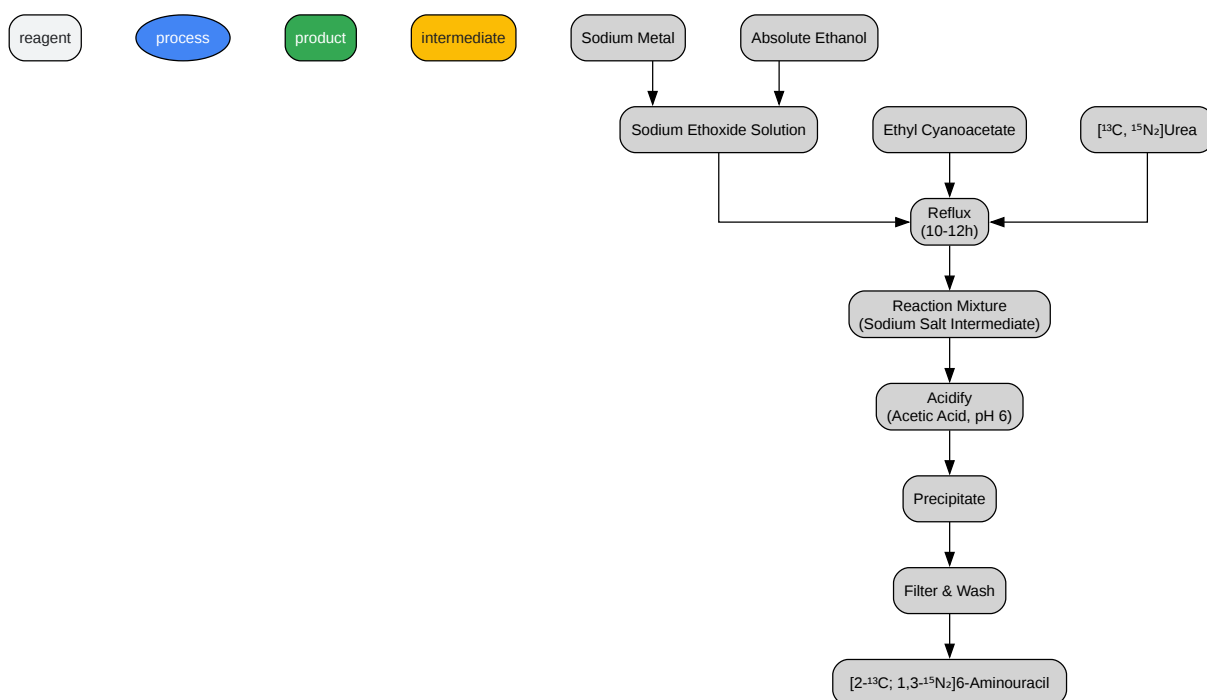 reagent
process
product
intermediate
Sodium Metal
Absolute Ethanol
Sodium Ethoxide Solution
Ethyl Cyanoacetate
[¹³C, ¹⁵N₂]Urea
Reflux
(10-12h)
Reaction Mixture
(Sodium Salt Intermediate)
Acidify
(Acetic Acid, pH 6)
Precipitate
Filter & Wash
[2-¹³C; 1,3-¹⁵N₂]6-Aminouracil